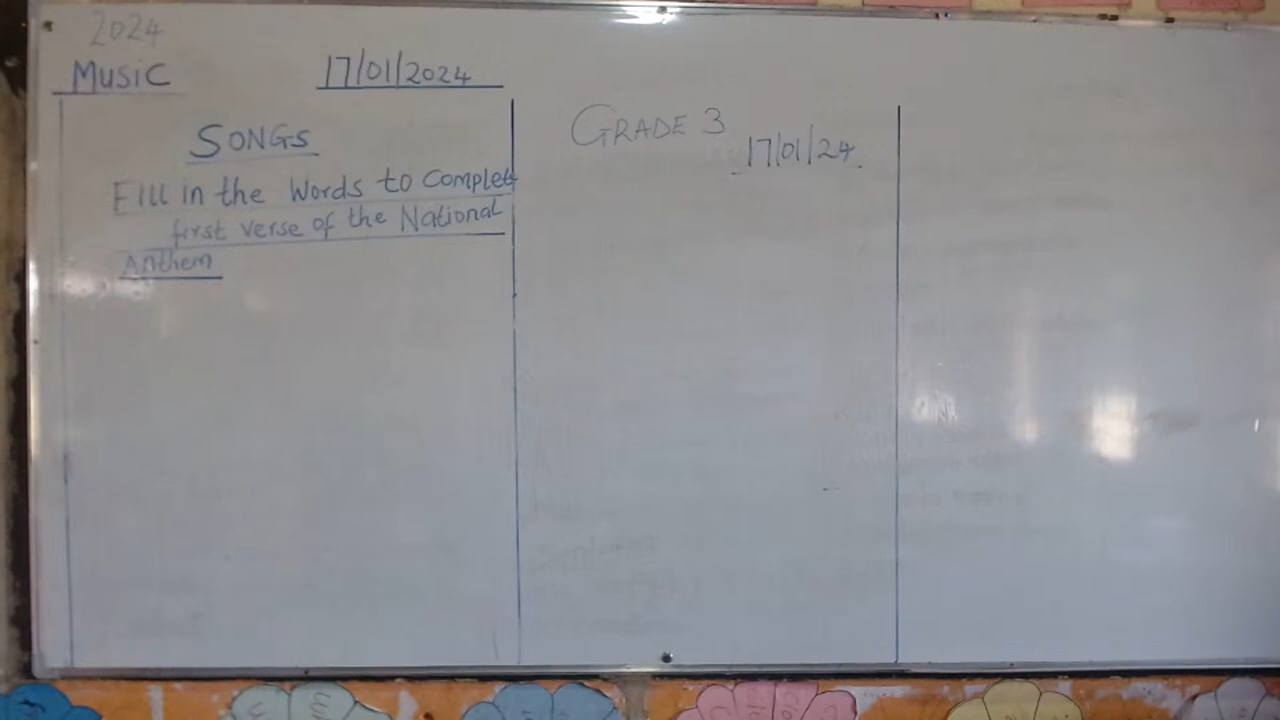 2024
MUSIC
17/01/2024
SONGS
Fill in the Words to Complet
first verse of the National
Anthem
GRADE 3
17/01/24